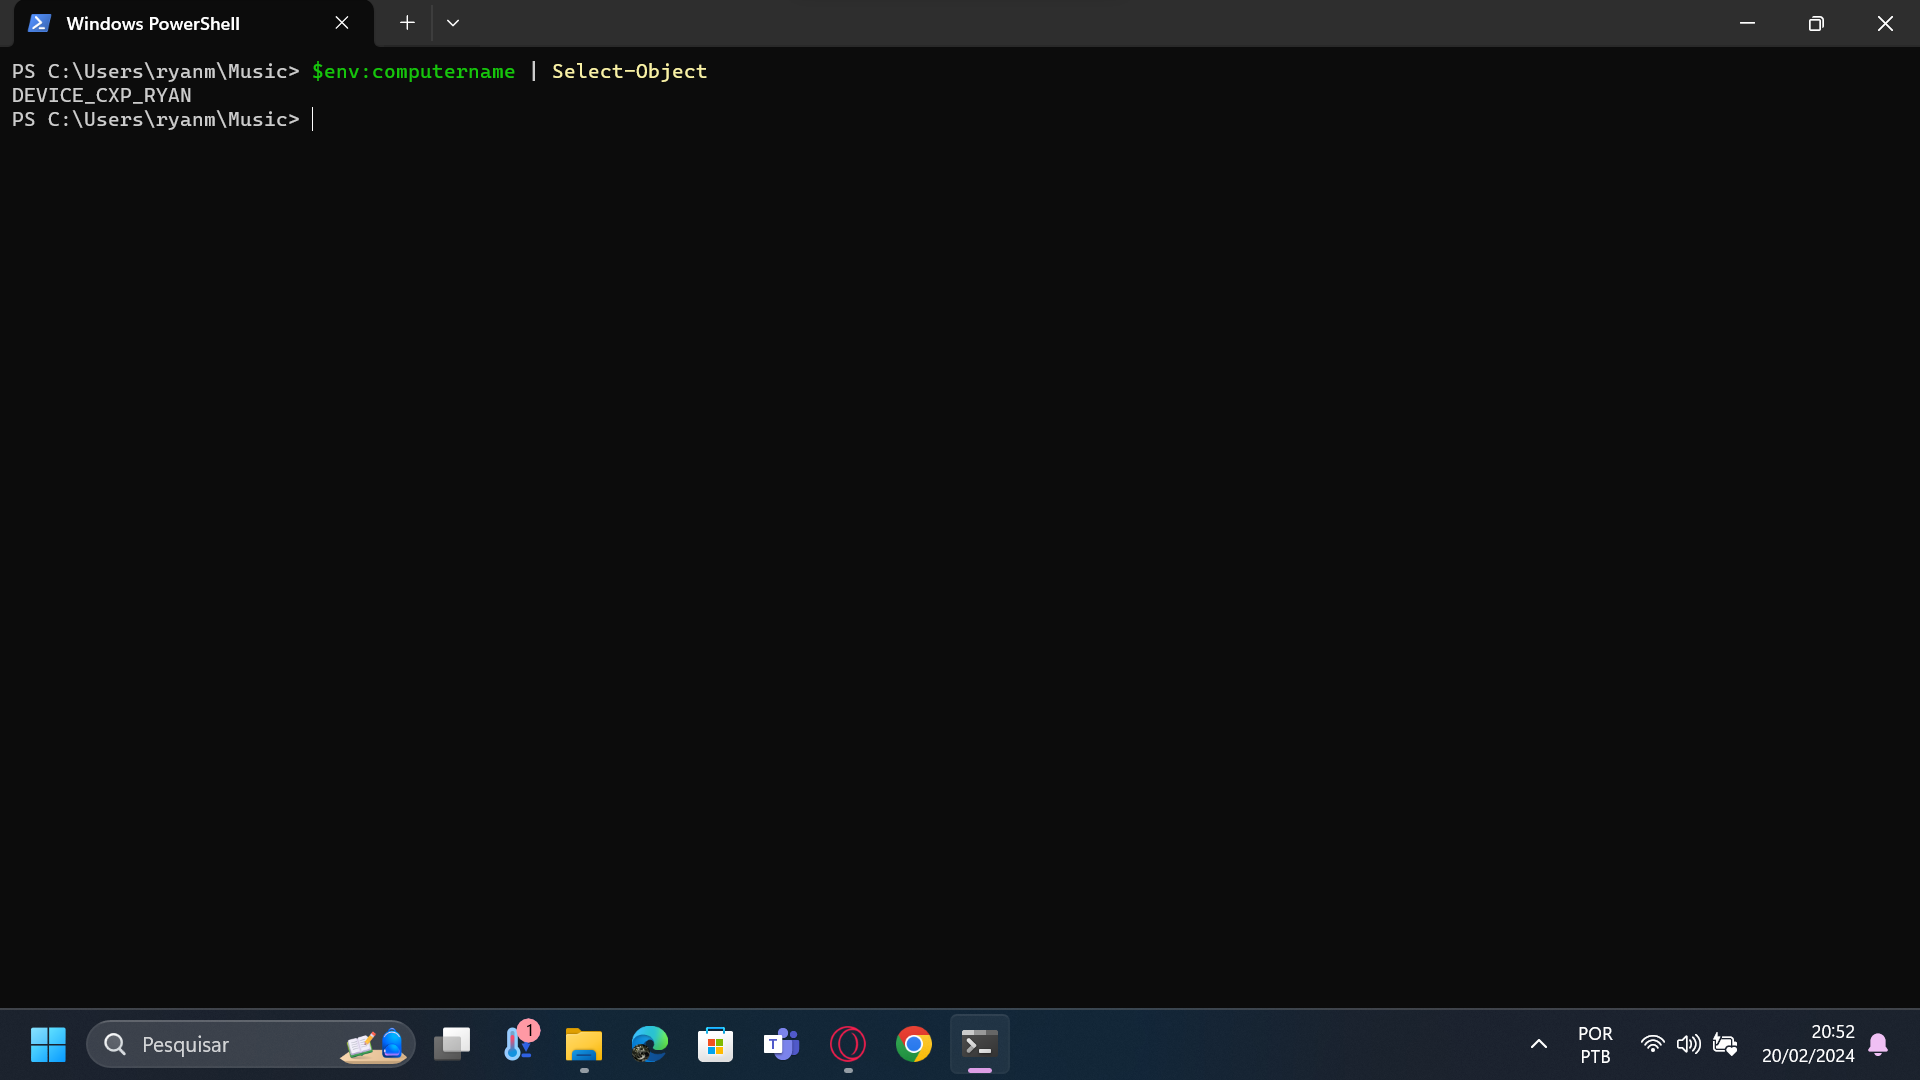 Windows PowerShell
PS C:\Users\ryanm\Music> $env:computername | Select-Object
DEVICE_CXP_RYAN
PS C:\Users\ryanm\Music>
Pesquisar
1
T
POR
PTB
20:52
20/02/2024